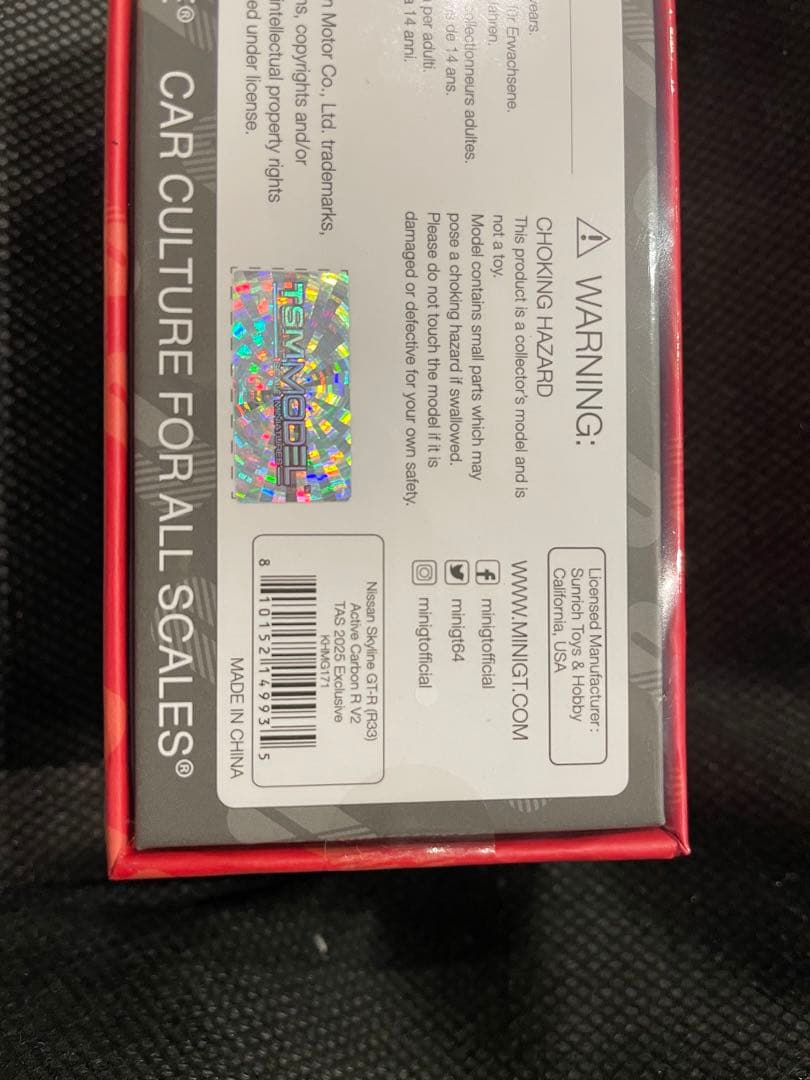 years.
für Erwachsene.
ahren.
collectionneurs adultes.
s de 14 ans.
per adulti.
a 14 anni.
n Motor Co., Ltd. trademarks,
ns, copyrights and/or
intellectual property rights
ed under license.
⚠ WARNING:
CHOKING HAZARD
This product is a collector's model and is
not a toy.
Model contains small parts which may
pose a choking hazard if swallowed.
Please do not touch the model if it is
damaged or defective for your own safety.
TSM MODEL
Licensed Manufacturer:
Sunrich Toys & Hobby
California, USA
WWW.MINIGT.COM
minigtofficial
minigt64
minigtofficial
Nissan Skyline GT-R (R33)
Active Carbon R V2
TAS 2025 Exclusive
KHMG171
8 10152 14993 5
MADE IN CHINA
® CAR CULTURE FOR ALL SCALES®